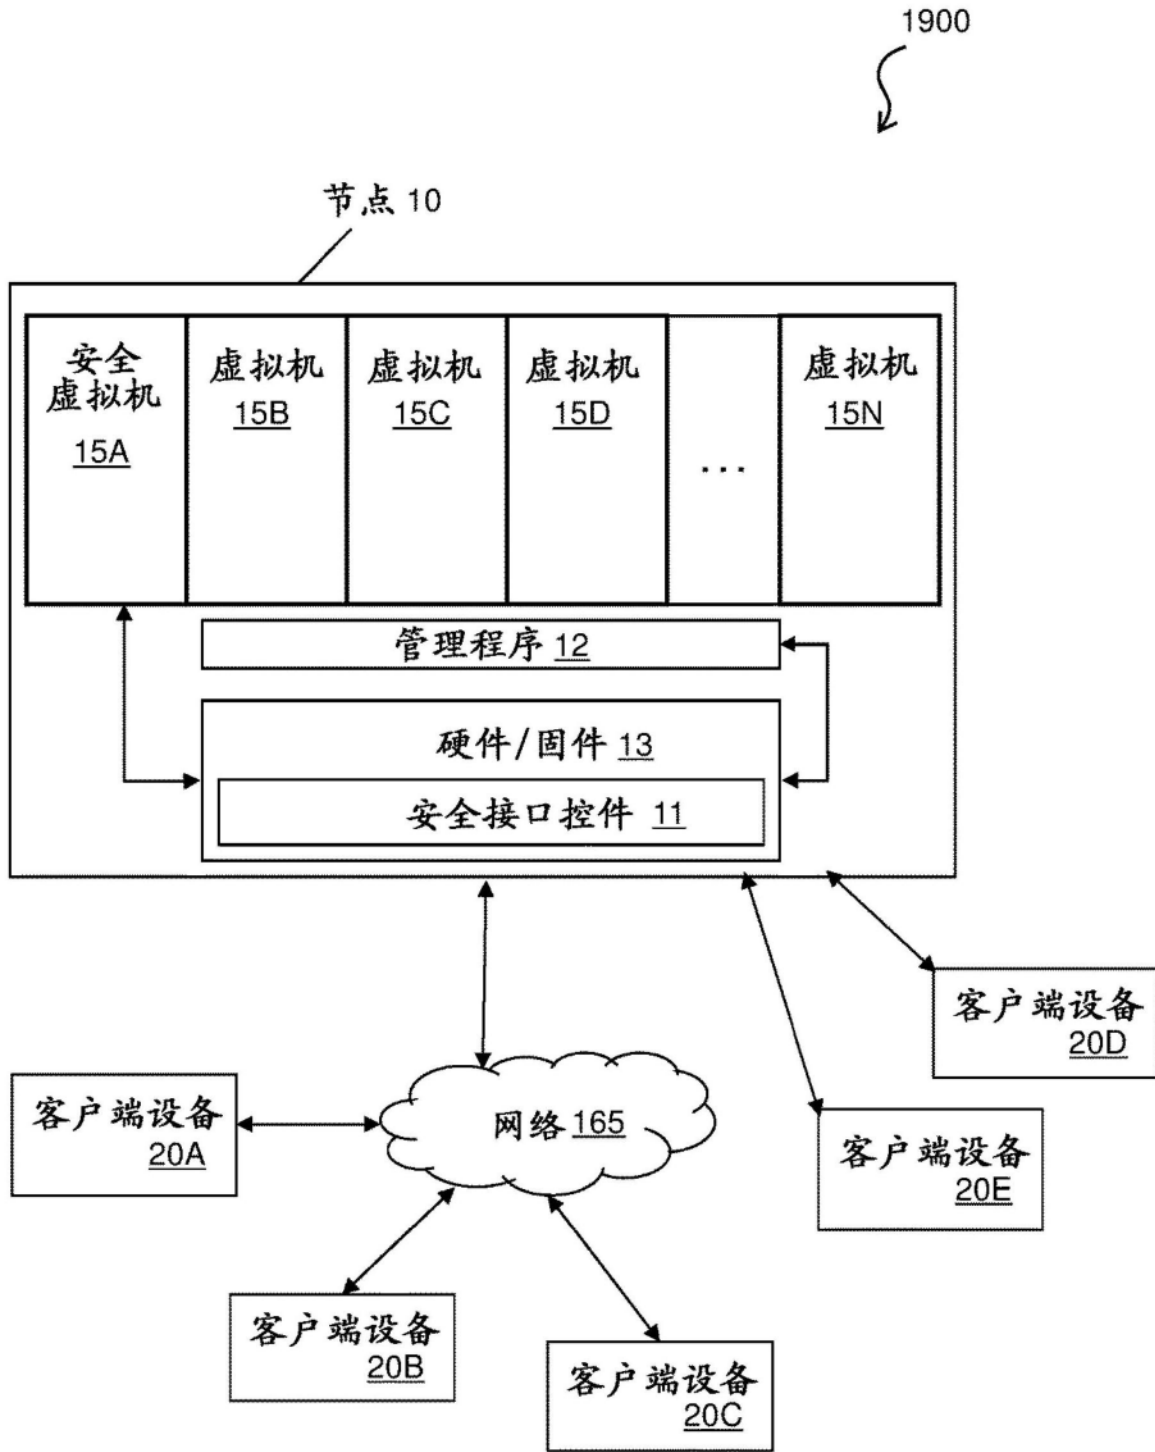 1900
节点 10
安全
虚拟机
15A
虚拟机
15B
虚拟机
15C
虚拟机
15D
...
虚拟机
15N
管理程序 12
硬件/固件 13
安全接口控件 11
客户端设备
20D
客户端设备
20A
网络 165
客户端设备
20E
客户端设备
20B
客户端设备
20C